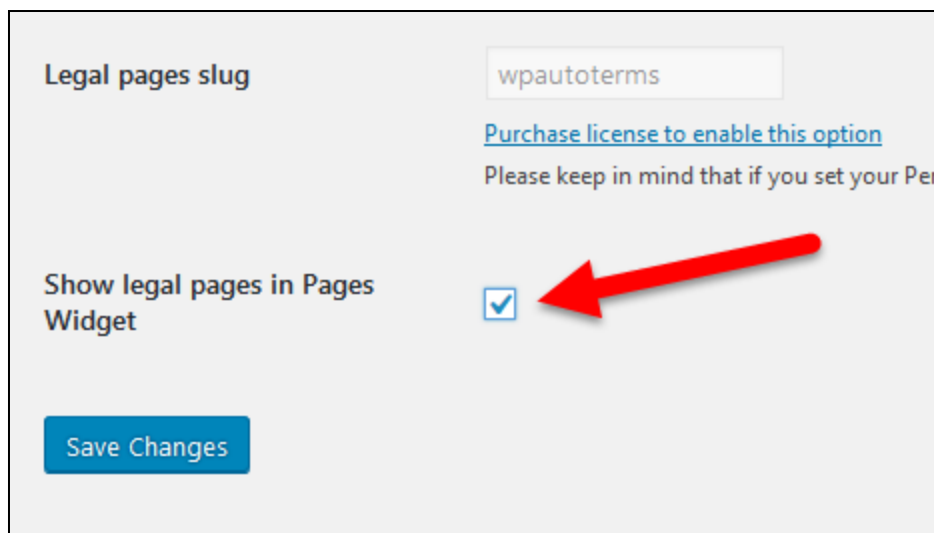 Legal pages slug
wpautoterms
Purchase license to enable this option
Please keep in mind that if you set your
Show legal pages in Pages
Widget
Save Changes